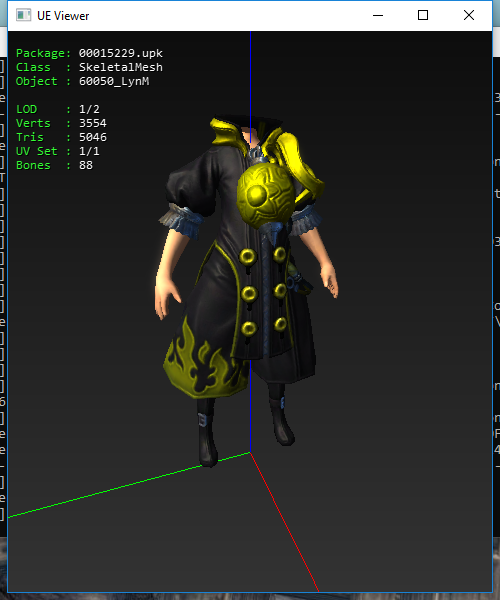 UE Viewer
Package: 00015229.upk
Class : SkeletalMesh
Object : 60050_LynM
LOD : 1/2
Verts : 3554
Tris : 5046
UV Set : 1/1
Bones : 88